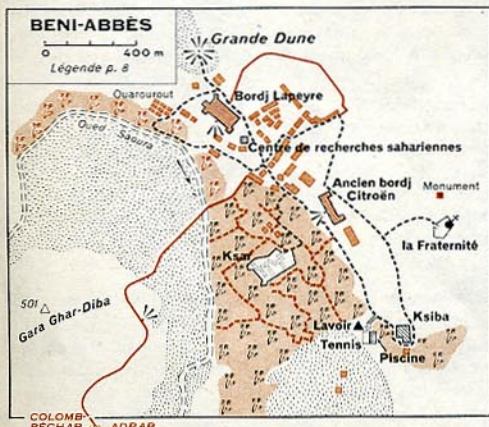 BENI-ABBÈS
0 400 m
Légende p. 8
Grande Dune
Ouarourout
Bordj Lapeyre
Oued Saoura
Centre de recherches sahariennes
Ancien bordj
Citroën
Monument
la Fraternité
Ksar
501
Gara Ghar-Diba
Lavoir
Ksiba
Tennis
Piscine
COLOMB-
BÉCHAR ADRAR